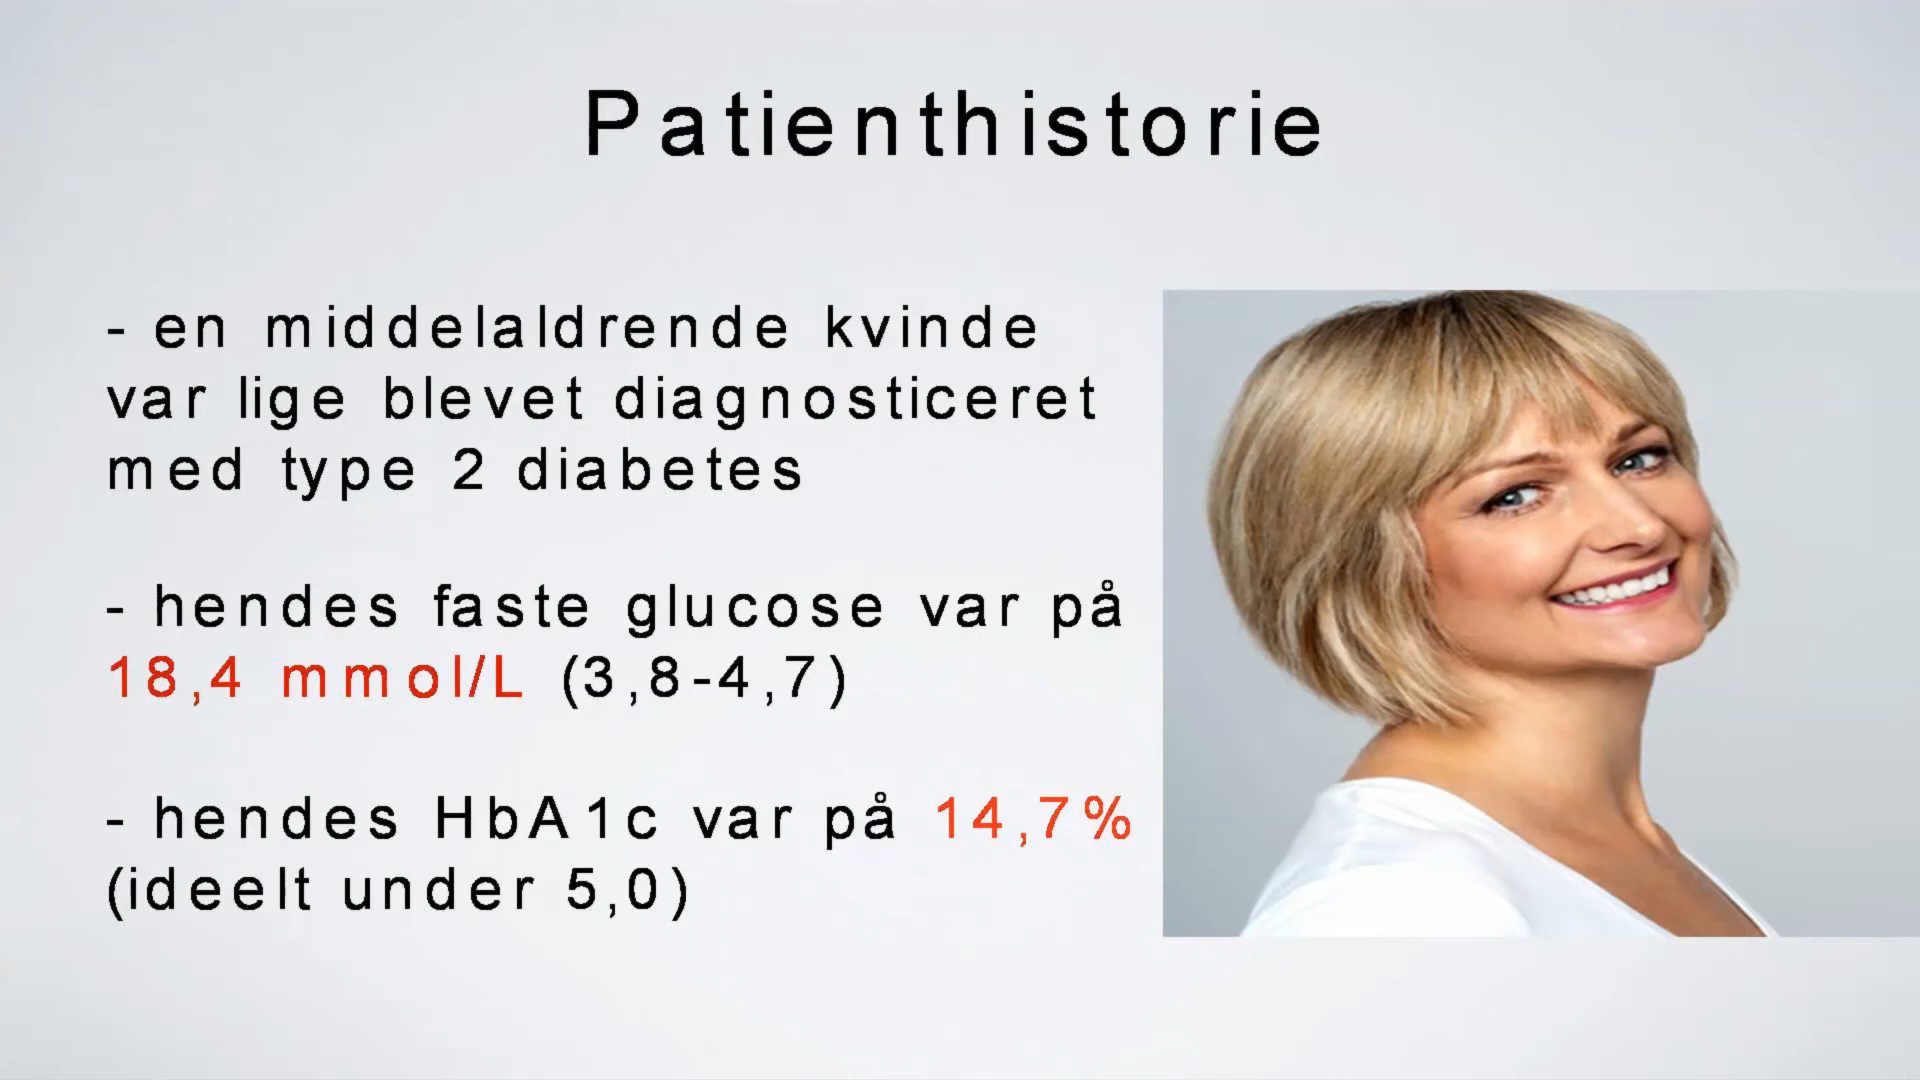 Patienthistorie
- en middelaldrende kvinde
var lige blevet diagnosticeret
med type 2 diabetes
- hendes faste glucose var på
18,4 mmol/L (3,8-4,7)
- hendes HbA1c var på 14,7%
(ideelt under 5,0)